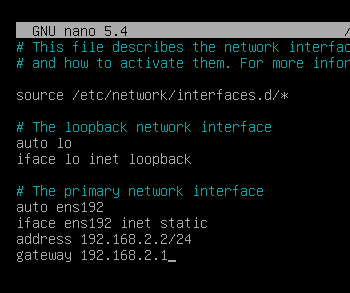 GNU nano 5.4 /
# This file describes the network interfac
# and how to activate them. For more infor
source /etc/network/interfaces.d/*
# The loopback network interface
auto lo
iface lo inet loopback
# The primary network interface
auto ens192
iface ens192 inet static
address 192.168.2.2/24
gateway 192.168.2.1_